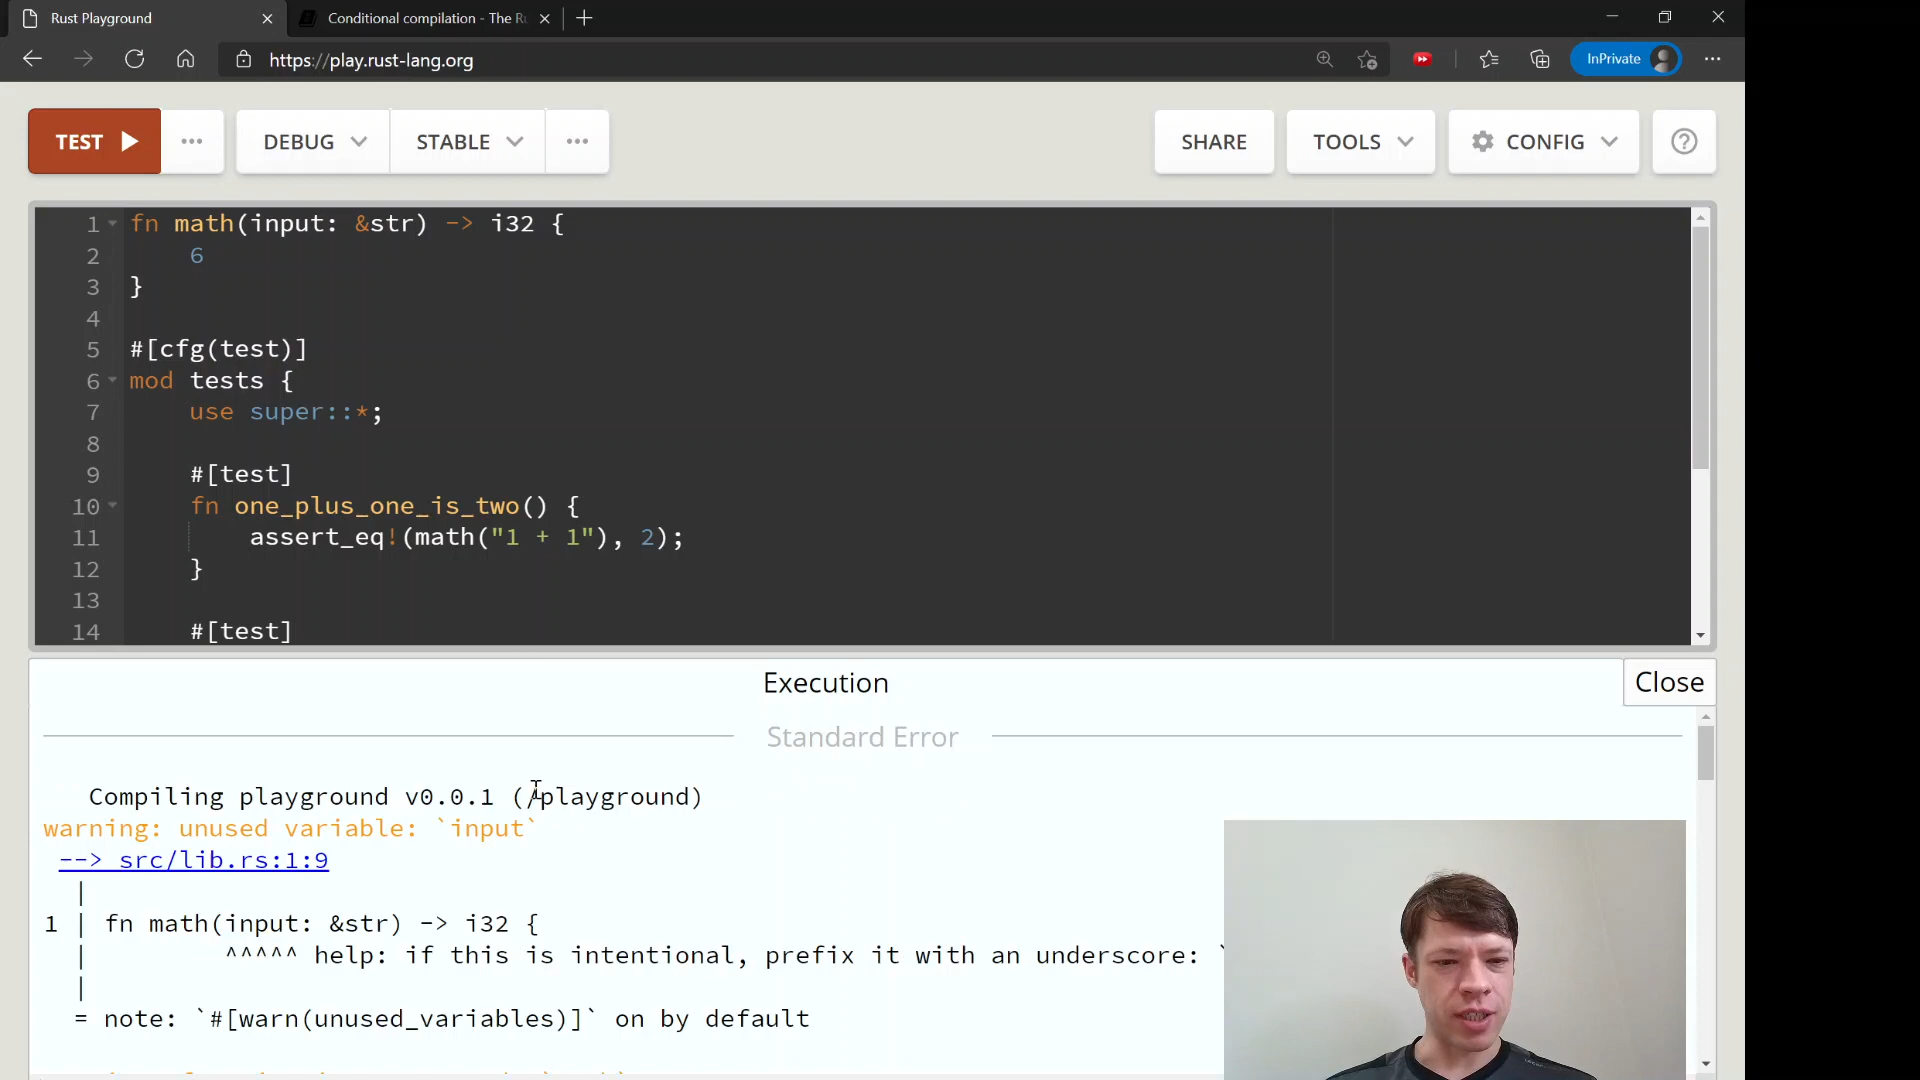 Rust Playground
Conditional compilation - The Ru
https://play.rust-lang.org
InPrivate
TEST
DEBUG
STABLE
SHARE
TOOLS
CONFIG
1 fn math(input: &str) -> i32 {
2 6
3 }
4
5 #[cfg(test)]
6 mod tests {
7 use super::*;
8
9 #[test]
10 fn one_plus_one_is_two() {
11 assert_eq!(math("1 + 1"), 2);
12 }
13
14 #[test]
Execution
Close
Standard Error
Compiling playground v0.0.1 (/playground)
warning: unused variable: `input`
--> src/lib.rs:1:9
|
1 | fn math(input: &str) -> i32 {
| ^^^^^ help: if this is intentional, prefix it with an underscore: `
|
= note: `#[warn(unused_variables)]` on by default